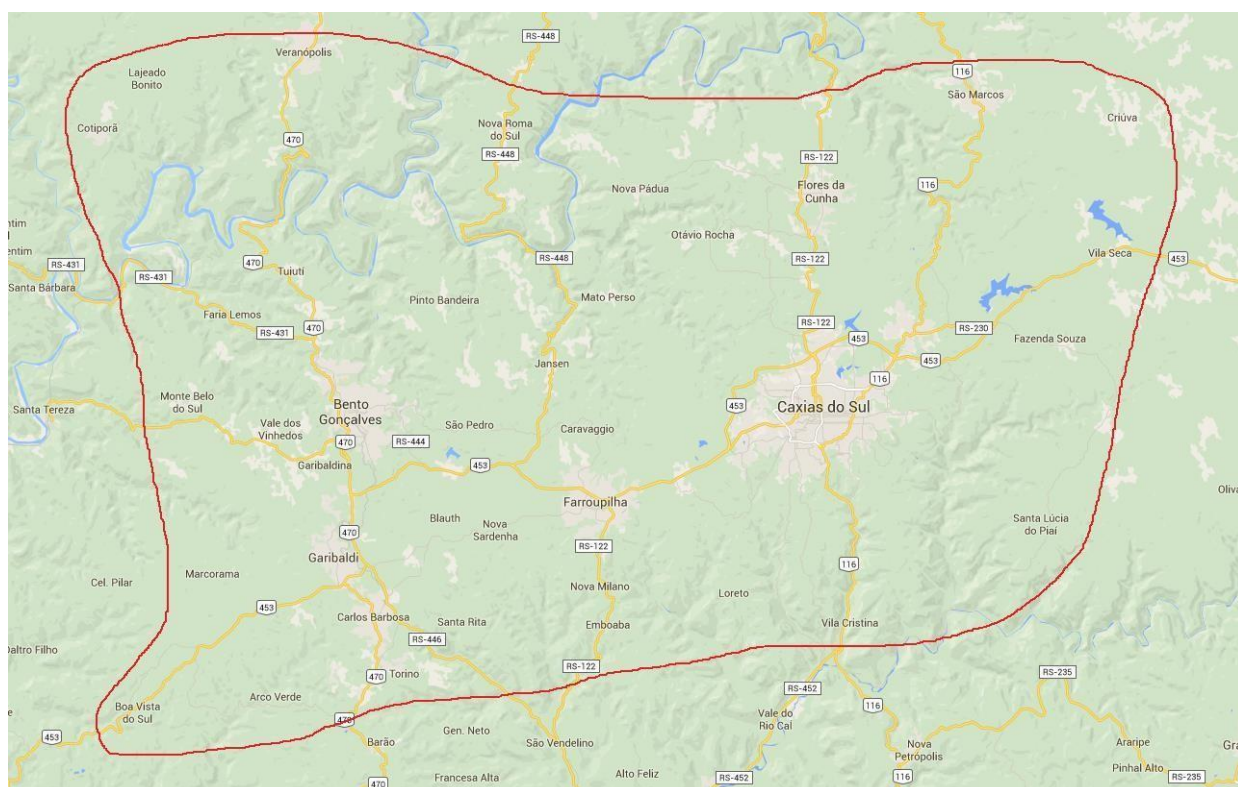 RS-448
Veranópolis
116
Lajeado
Bonito
São Marcos
Criúva
Cotiporã
Nova Roma
do Sul
470
RS-448
RS-122
116
Nova Pádua
Flores da
Cunha
Otávio Rocha
entim
RS-448
RS-122
Vila Seca
453
RS-431
470
RS-431
Tuiuti
Santa Bárbara
Pinto Bandeira
Mato Perso
Faria Lemos
RS-431
470
RS-122
RS-230
453
Fazenda Souza
453
Jansen
116
Monte Belo
do Sul
Santa Tereza
Bento
Gonçalves
453
Caxias do Sul
Vale dos
Vinhedos
São Pedro
Caravaggio
470
RS-444
Garibaldina
453
Farroupilha
Oliva
Blauth
Nova
Sardenha
470
Santa Lúcia
do Piaí
RS-122
Garibaldi
116
Cel. Pilar
Marcorama
Nova Milano
Loreto
453
Carlos Barbosa
Santa Rita
Emboaba
Vila Cristina
RS-446
Daltro Filho
RS-122
Torino
470
RS-235
RS-452
Arco Verde
Boa Vista
do Sul
116
Vale do
Rio Caí
470
Gen. Neto
453
Barão
São Vendelino
Nova
Petrópolis
Araripe
Gra
Pinhal Alto
Francesa Alta
Alto Feliz
RS-452
116
RS-235
470